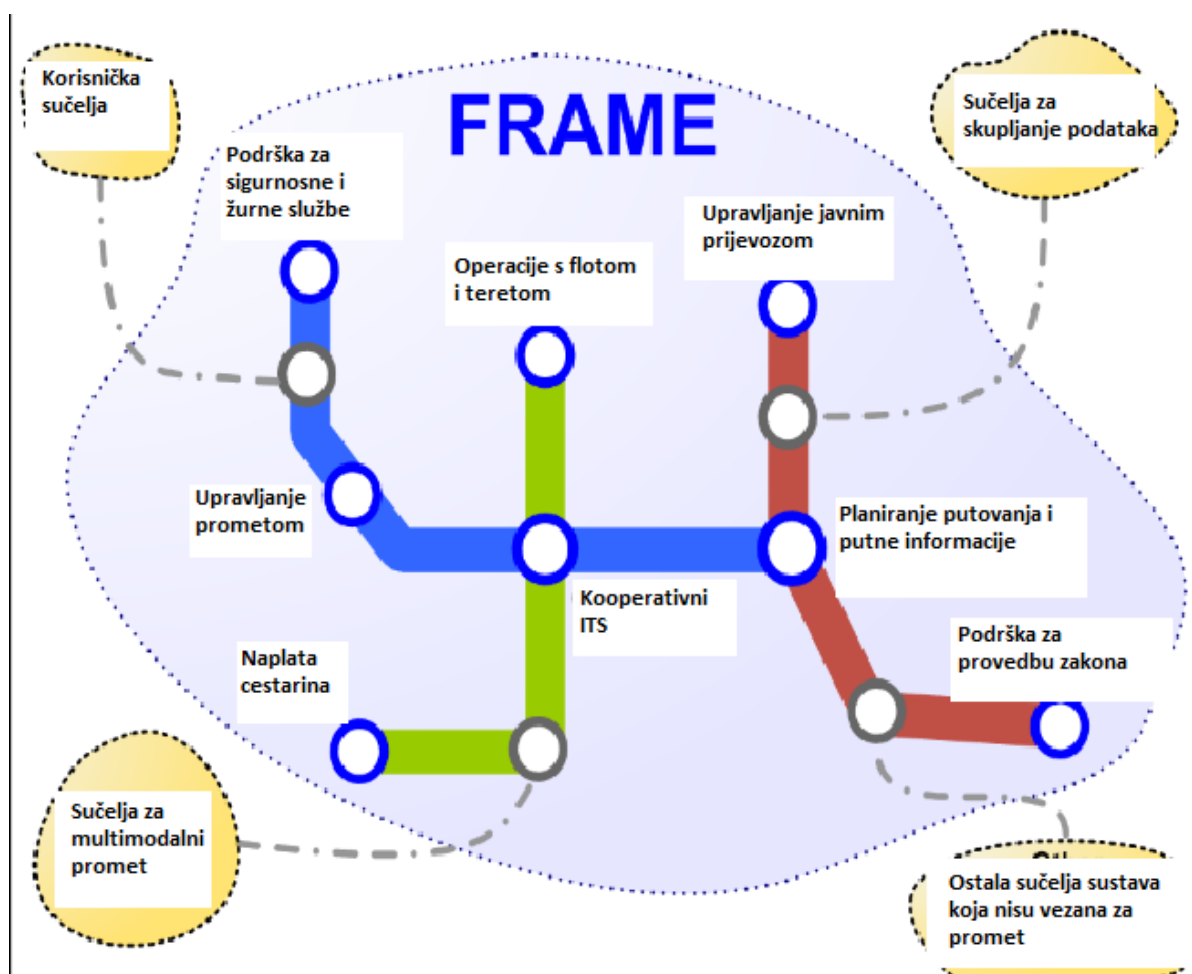 Korisnička
sučelja
FRAME
Sučelja za
skupljanje podataka
Podrška za
sigurnosne i
žurne službe
Upravljanje javnim
prijevozom
Operacije s flotom
i teretom
Upravljanje
prometom
Planiranje putovanja i
putne informacije
Kooperativni
ITS
Podrška za
provedbu zakona
Naplata
cestarina
Sučelja za
multimodalni
promet
Ostala sučelja sustava
koja nisu vezana za
promet